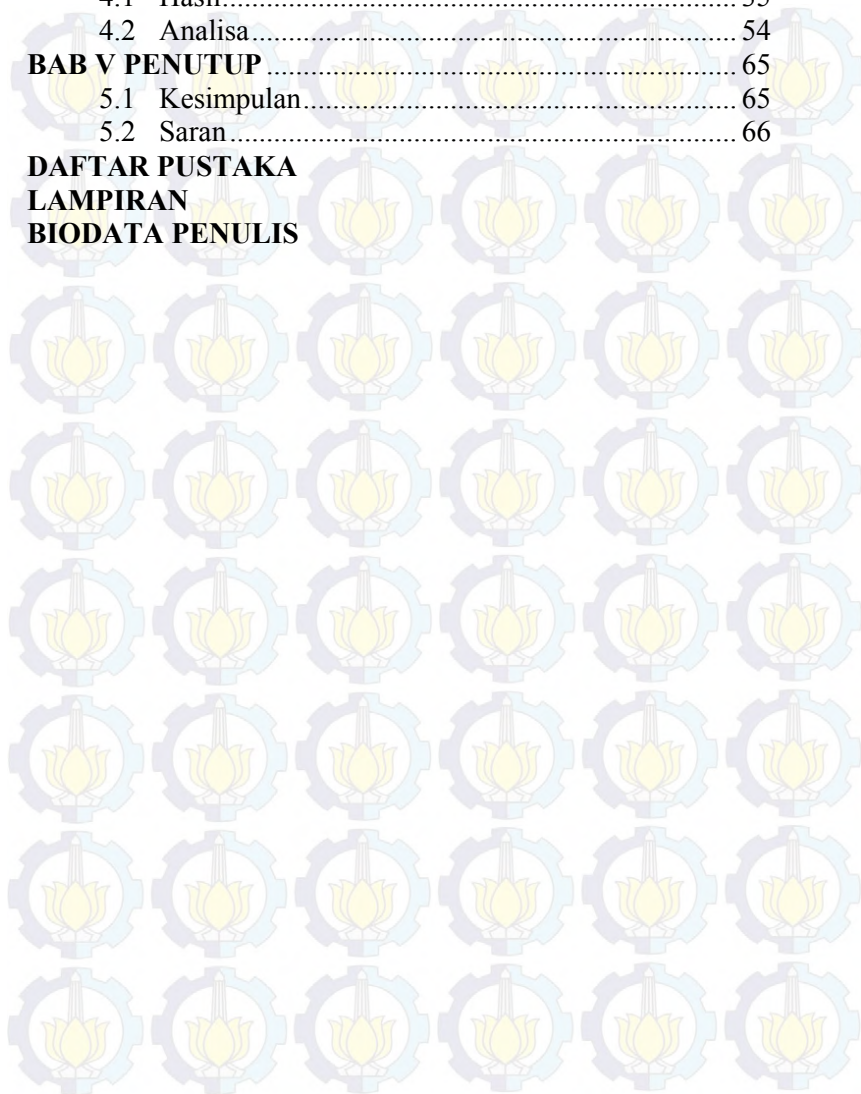 4.2 Analisa.................................................................... 54
BAB V PENUTUP.................................................................. 65
5.1 Kesimpulan............................................................. 65
5.2 Saran....................................................................... 66
DAFTAR PUSTAKA
LAMPIRAN
BIODATA PENULIS